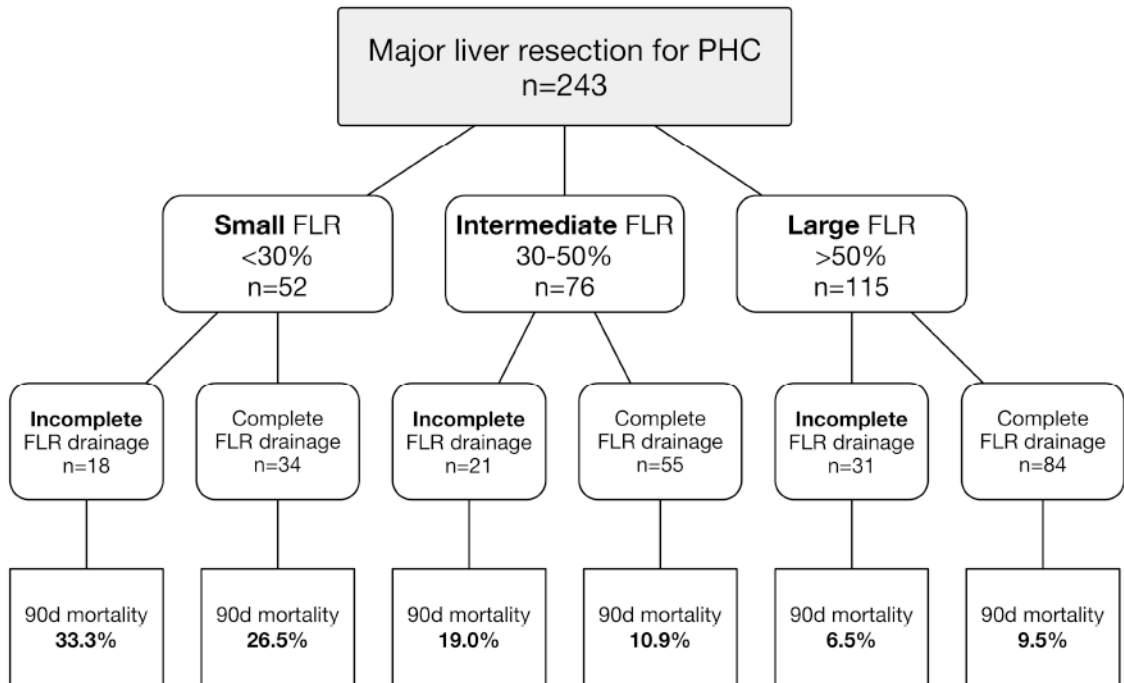 Major liver resection for PHC
n=243
Small FLR
<30%
n=52
Intermediate FLR
30-50%
n=76
Large FLR
>50%
n=115
Incomplete
FLR drainage
n=18
Complete
FLR drainage
n=34
Incomplete
FLR drainage
n=21
Complete
FLR drainage
n=55
Incomplete
FLR drainage
n=31
Complete
FLR drainage
n=84
90d mortality
33.3%
90d mortality
26.5%
90d mortality
19.0%
90d mortality
10.9%
90d mortality
6.5%
90d mortality
9.5%